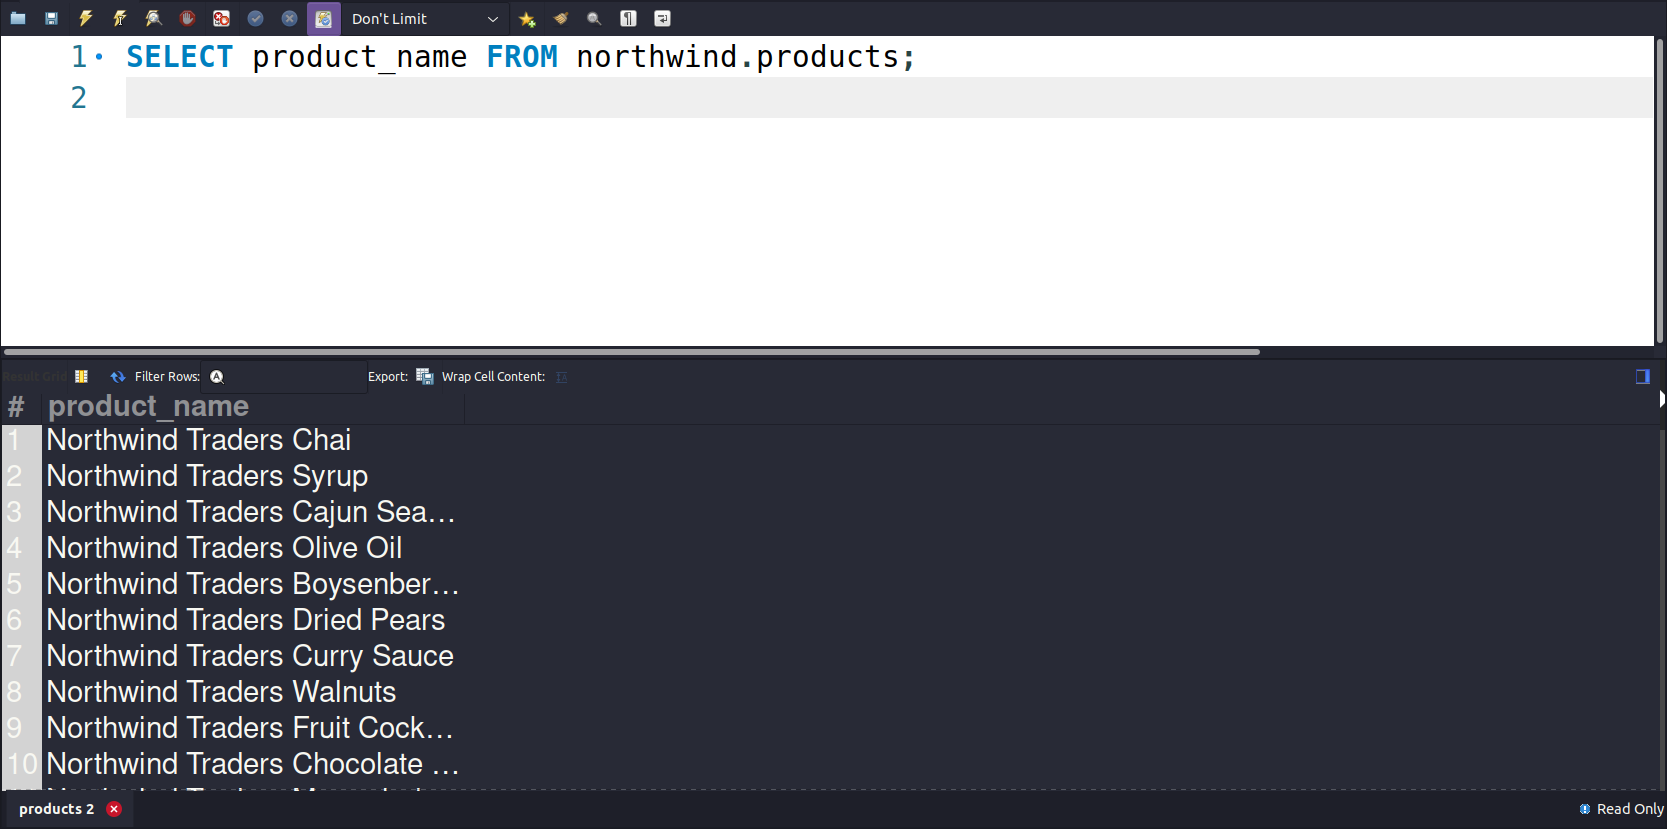 Don't Limit
1 SELECT product_name FROM northwind.products;
2
Result Grid Filter Rows: Export: Wrap Cell Content:
# product_name
1 Northwind Traders Chai
2 Northwind Traders Syrup
3 Northwind Traders Cajun Sea...
4 Northwind Traders Olive Oil
5 Northwind Traders Boysenber...
6 Northwind Traders Dried Pears
7 Northwind Traders Curry Sauce
8 Northwind Traders Walnuts
9 Northwind Traders Fruit Cock...
10 Northwind Traders Chocolate ...
products 2 Read Only